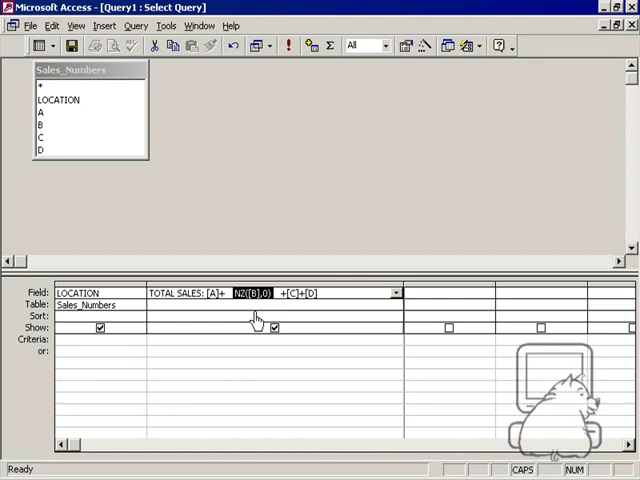 Microsoft Access - [Query1 : Select Query]
File Edit View Insert Query Tools Window Help
Σ All
Sales_Numbers
*
LOCATION
A
B
C
D
Field: LOCATION TOTAL SALES: [A]+ NZ([B],0) +[C]+[D]
Table: Sales_Numbers
Sort:
Show:
Criteria:
or:
Ready CAPS NUM